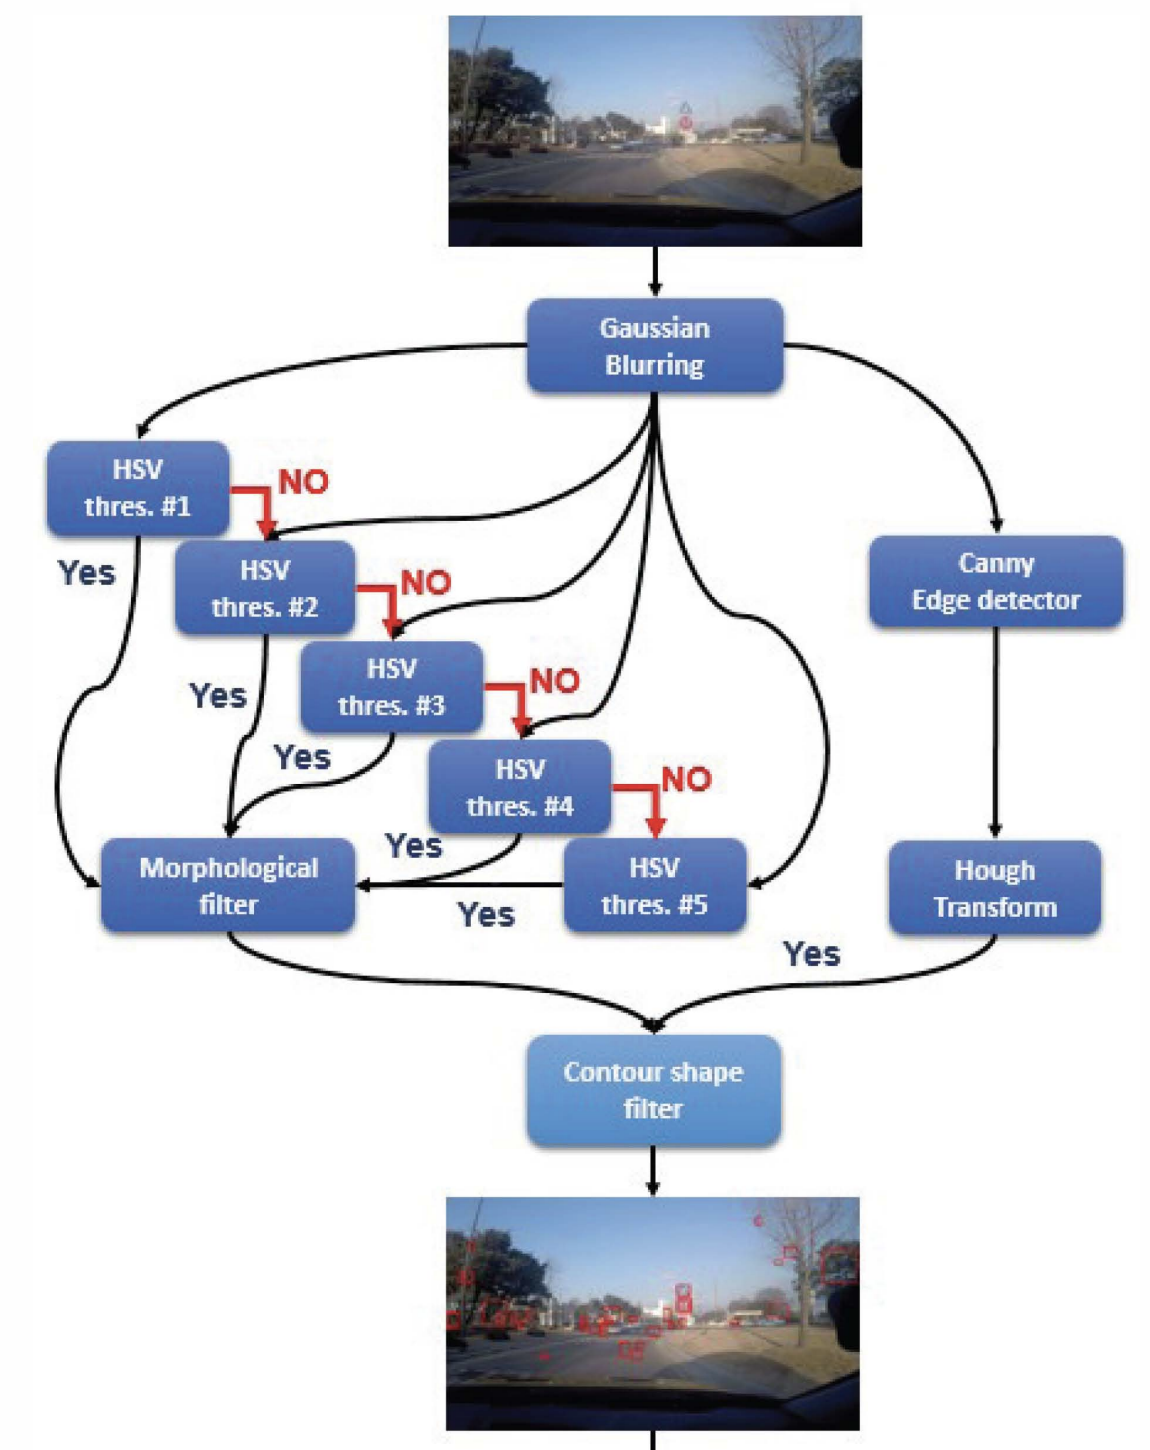 Gaussian
Blurring
HSV
thres. #1
NO
Yes
HSV
thres. #2
NO
Yes
HSV
thres. #3
NO
Yes
HSV
thres. #4
NO
Yes
Morphological
filter
HSV
thres. #5
Yes
Canny
Edge detector
Hough
Transform
Yes
Contour shape
filter